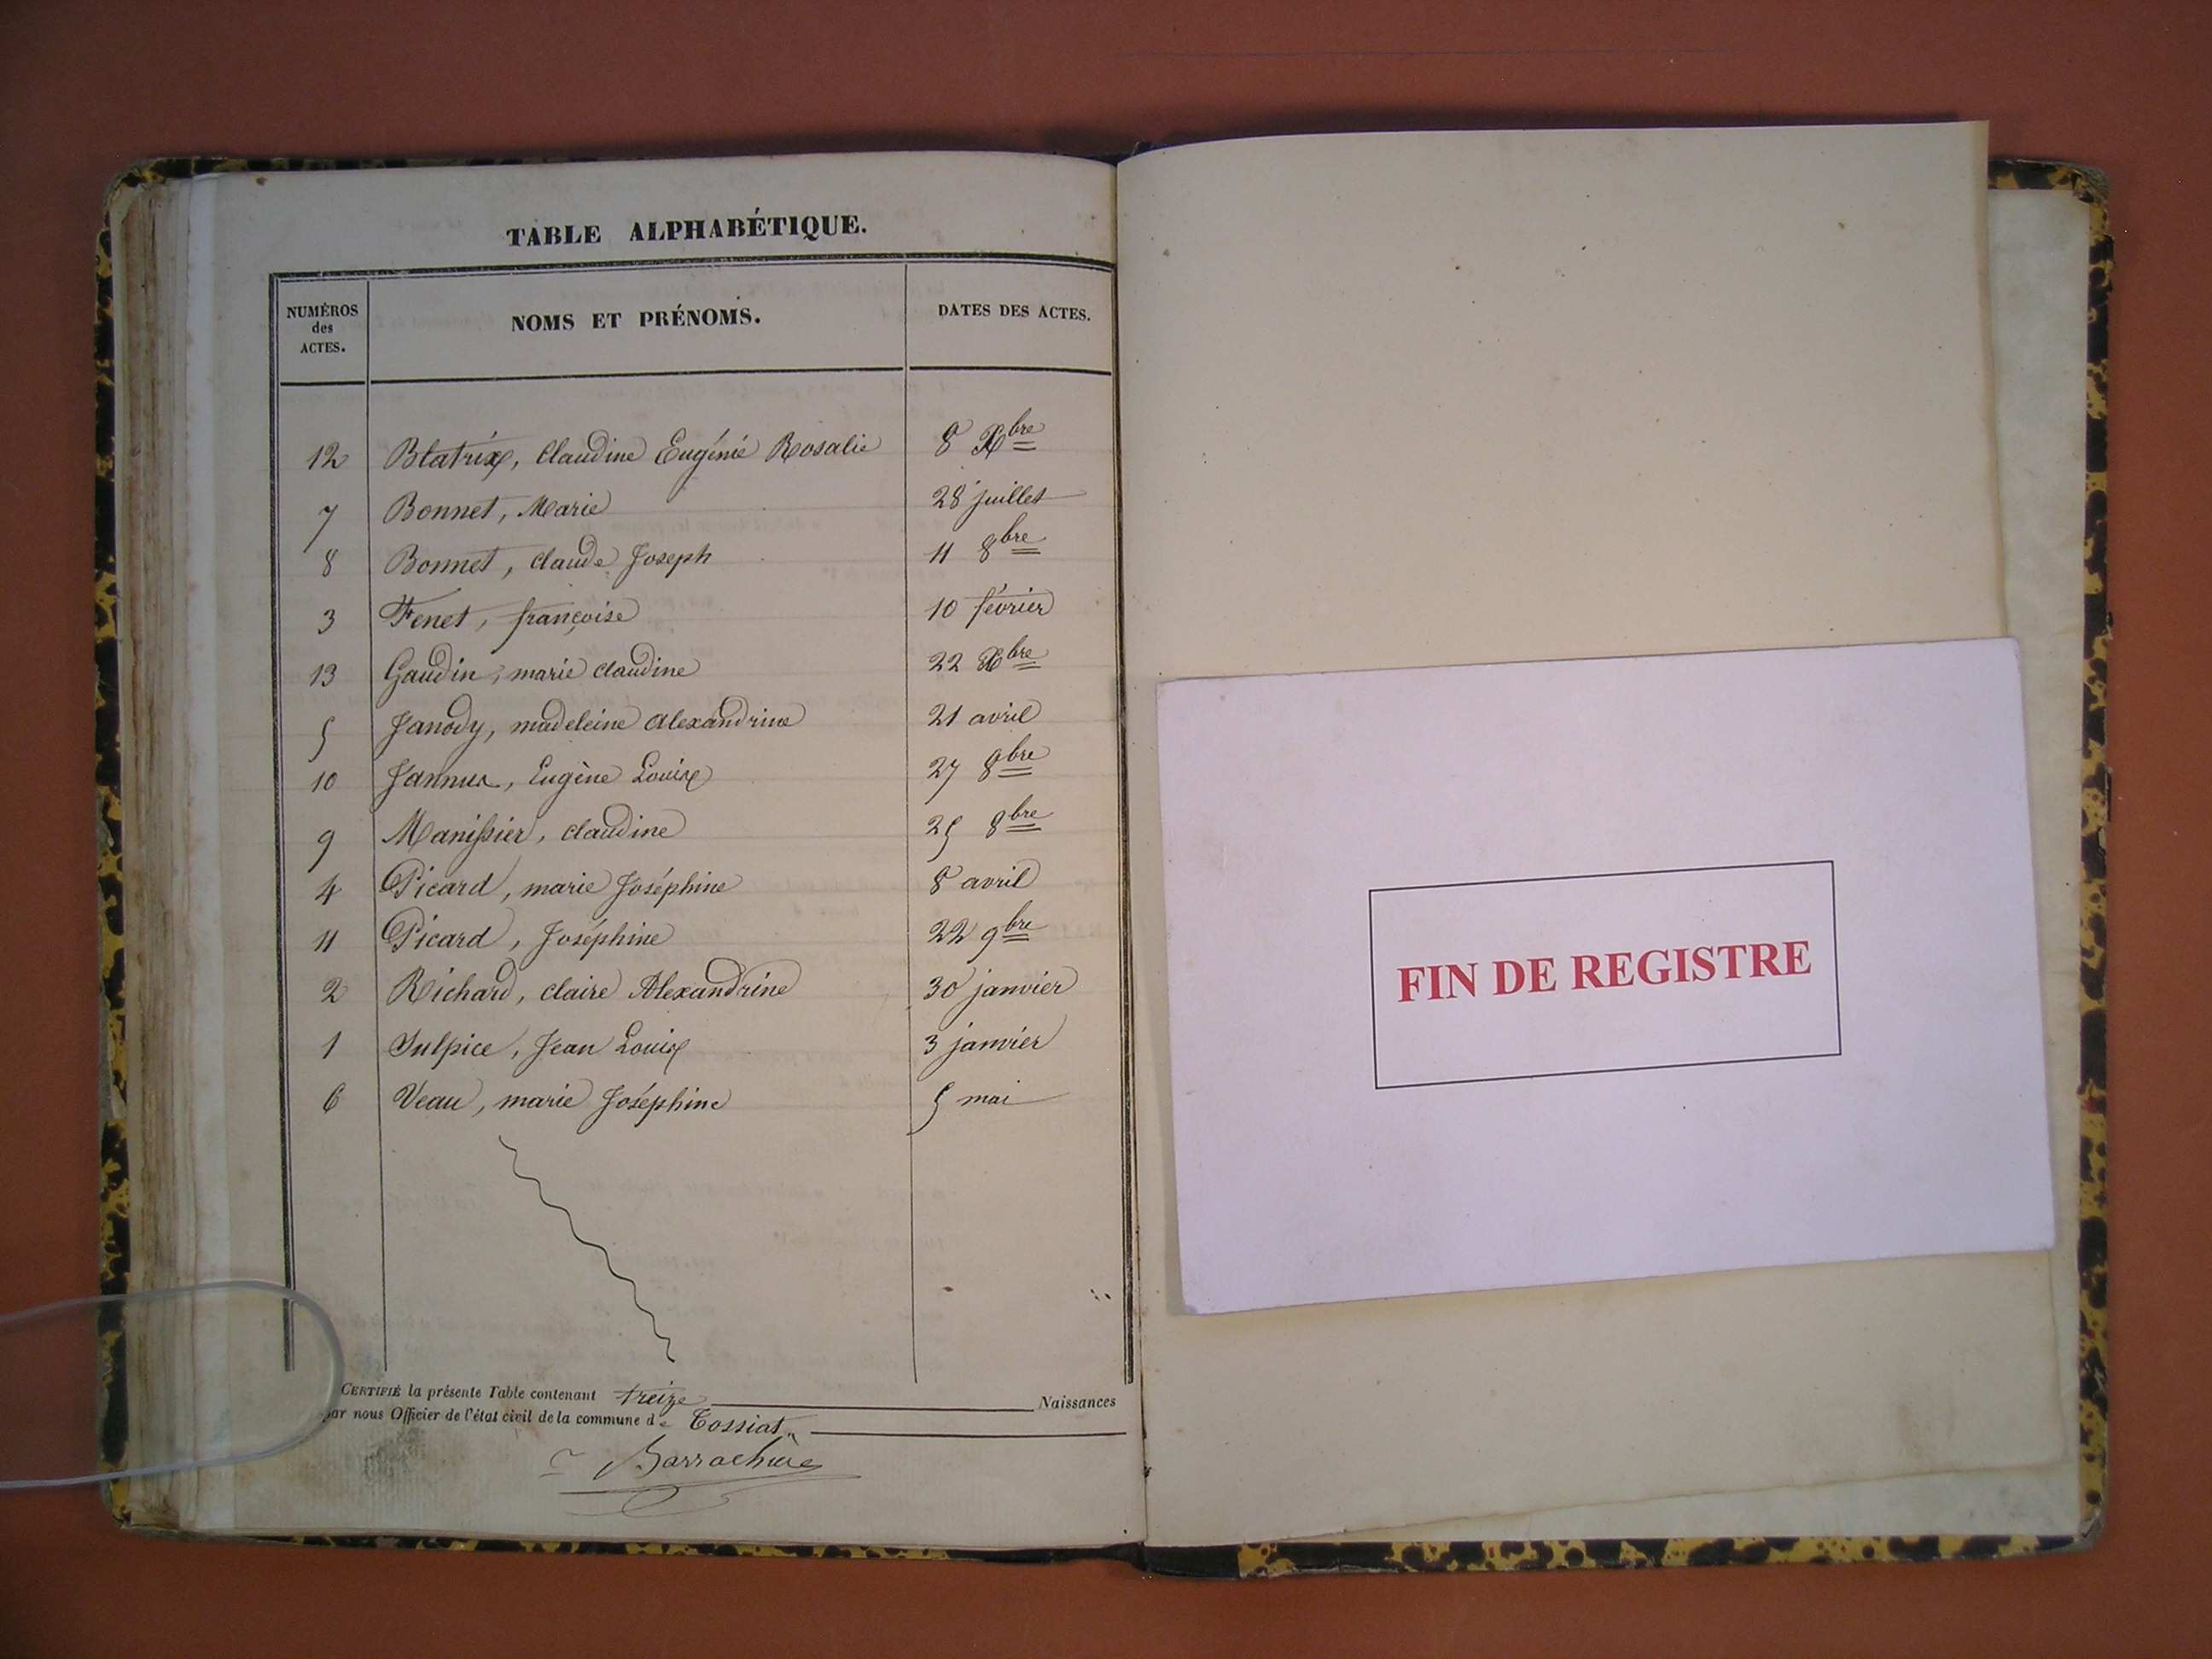 TABLE ALPHABÉTIQUE.
NUMÉROS des ACTES. NOMS ET PRÉNOMS. DATES DES ACTES.
12 Blatrix, Claudine Eugénie Rosalie 8 Xbre
7 Bonnet, Marie 28 juillet
8 Bonnet, claude Joseph 11 8bre
3 Fenet, françoise 10 février
13 Gaudin, marie claudine 22 Xbre
5 Janody, madeleine alexandrine 21 avril
10 Eugène Louis 27 8bre
9 Manissier, claudine 25 8bre
4 Picard, marie Joséphine 8 avril
11 Picard, Joséphine 22 9bre
2 Richard, claire Alexandrine 30 janvier
1 Sulpice, Jean Louis 3 janvier
6 Veau, marie Joséphine 5 mai
CERTIFIÉ la présente Table contenant treize Naissances
par nous Officier de l'état civil de la commune de Tossiat
FIN DE REGISTRE